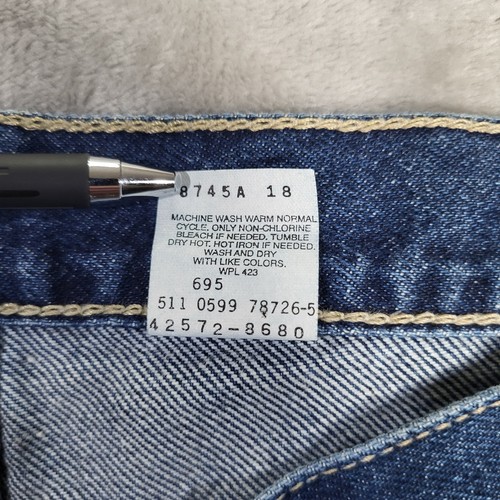 8745A 18
MACHINE WASH WARM NORMAL
CYCLE. ONLY NON-CHLORINE
BLEACH IF NEEDED. TUMBLE
DRY HOT. HOT IRON IF NEEDED.
WASH AND DRY
WITH LIKE COLORS.
WPL 423
695
511 0599 78726-5
42572-8680